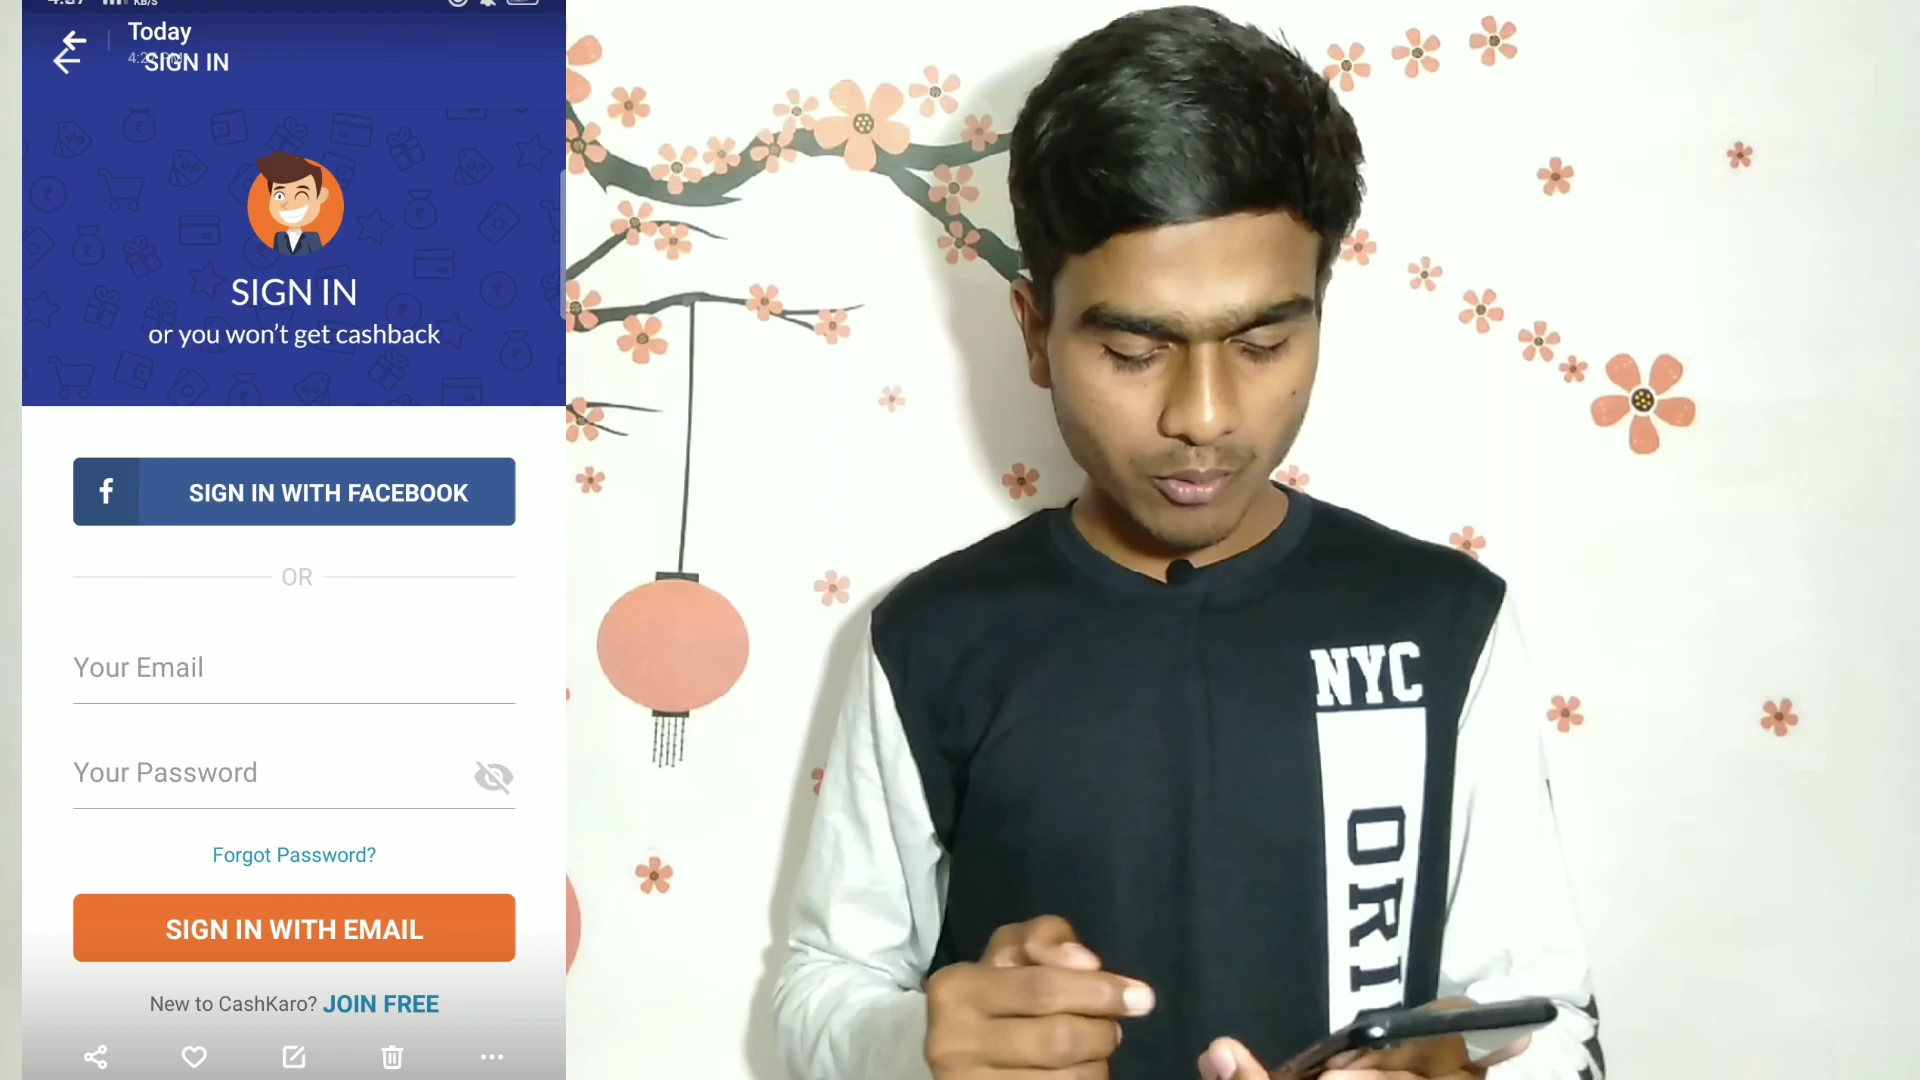 KB/S
Today
SIGN IN
SIGN IN
or you won't get cashback
f
SIGN IN WITH FACEBOOK
OR
Your Email
Your Password
Forgot Password?
SIGN IN WITH EMAIL
New to CashKaro? JOIN FREE
NYC